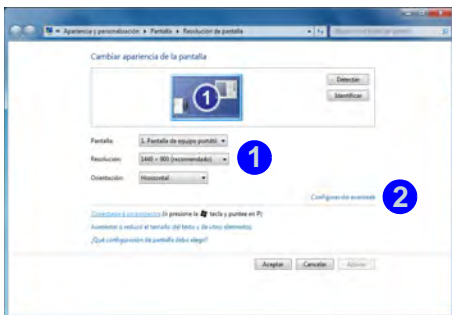 Apariencia y personalización ▸ Pantalla ▸ Resolución de pantalla
Cambiar apariencia de la pantalla
1
Detectar
Identificar
Pantalla: 1. Pantalla de equipo portátil
Resolución: 1440 × 900 (recomendado)
1
Orientación: Horizontal
Configuración avanzada
2
Conectarse a un proyector (o presione la tecla y puntee en P)
Aumentar o reducir el tamaño del texto y de otros elementos
¿Qué configuración de pantalla debo elegir?
Aceptar
Cancelar
Aplicar